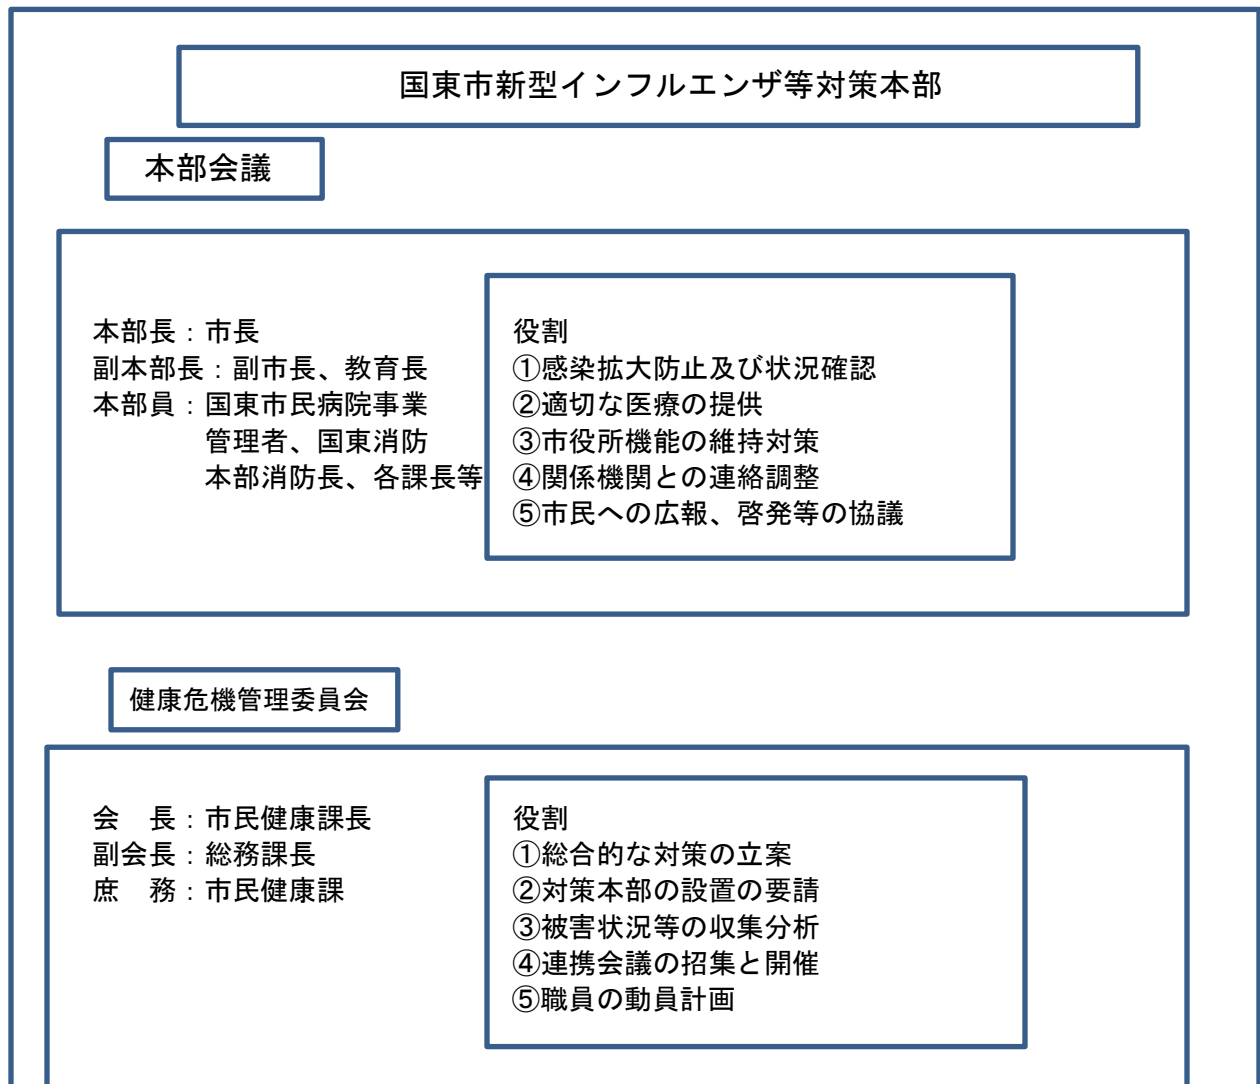 国東市新型インフルエンザ等対策本部
本部会議
本部長：市長
副本部長：副市長、教育長
本部員：国東市民病院事業
管理者、国東消防
本部消防長、各課長等
役割
①感染拡大防止及び状況確認
②適切な医療の提供
③市役所機能の維持対策
④関係機関との連絡調整
⑤市民への広報、啓発等の協議
健康危機管理委員会
会　長：市民健康課長
副会長：総務課長
庶　務：市民健康課
役割
①総合的な対策の立案
②対策本部の設置の要請
③被害状況等の収集分析
④連携会議の招集と開催
⑤職員の動員計画